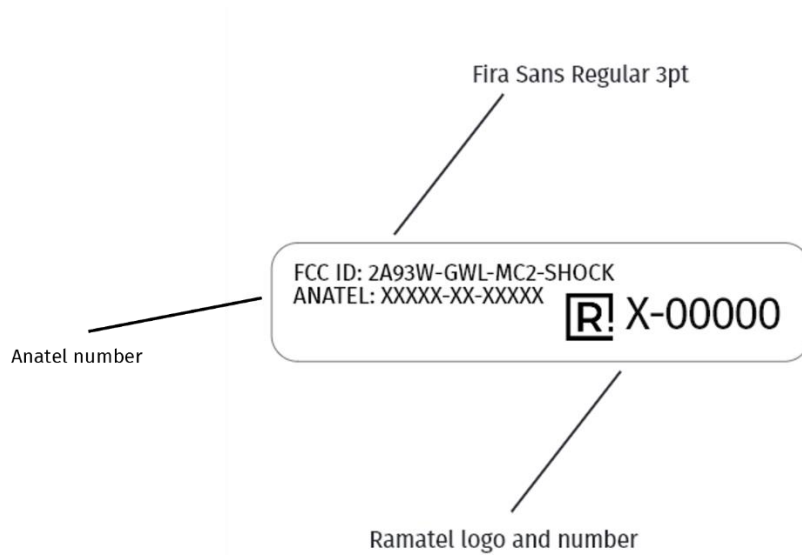 Fira Sans Regular 3pt
FCC ID: 2A93W-GWL-MC2-SHOCK
ANATEL: XXXXX-XX-XXXXX
R! X-00000
Anatel number
Ramatel logo and number